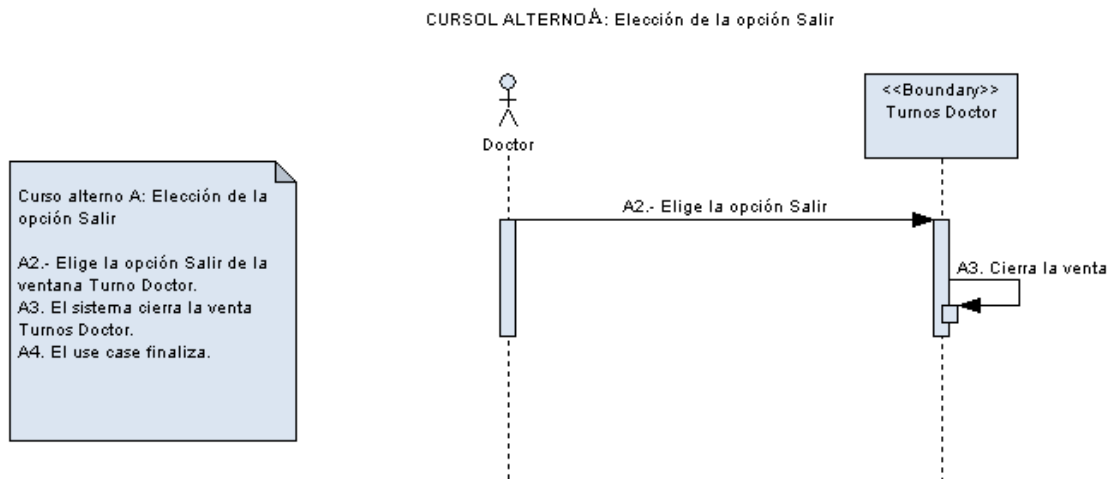 CURSOL ALTERNO A: Elección de la opción Salir
<<Boundary>>
Turnos Doctor
Doctor
Curso alterno A: Elección de la
opción Salir
A2.- Elige la opción Salir de la
ventana Turno Doctor.
A3. El sistema cierra la venta
Turnos Doctor.
A4. El use case finaliza.
A2.- Elige la opción Salir
A3. Cierra la venta